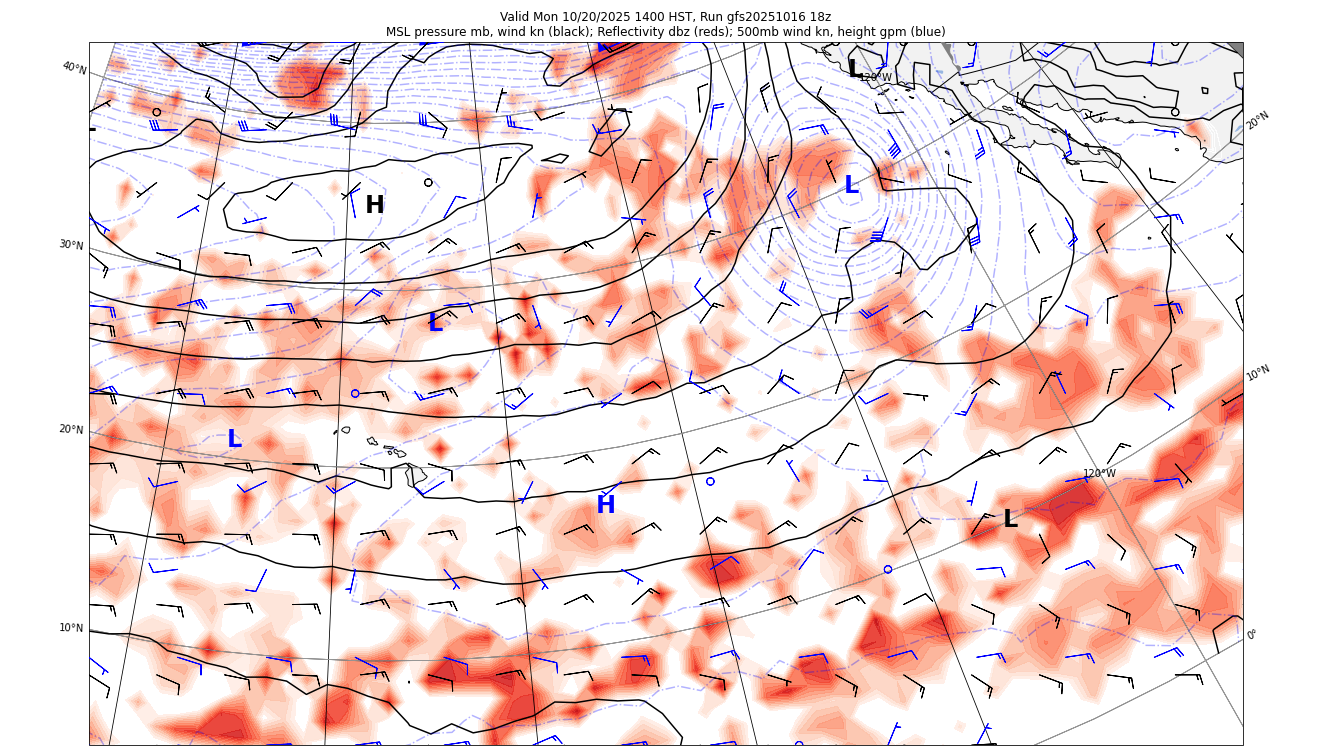 Valid Mon 10/20/2025 1400 HST, Run gfs20251016 18z
MSL pressure mb, wind kn (black); Reflectivity dbz (reds); 500mb wind kn, height gpm (blue)
40°N
L
120°W
20°N
L
H
30°N
L
10°N
20°N
L
120°W
H
L
10°N
0°